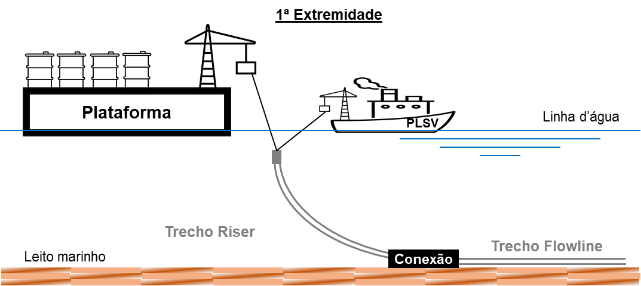 1ª Extremidade
Plataforma
PLSV
Linha d'água
Trecho Riser
Trecho Flowline
Conexão
Leito marinho